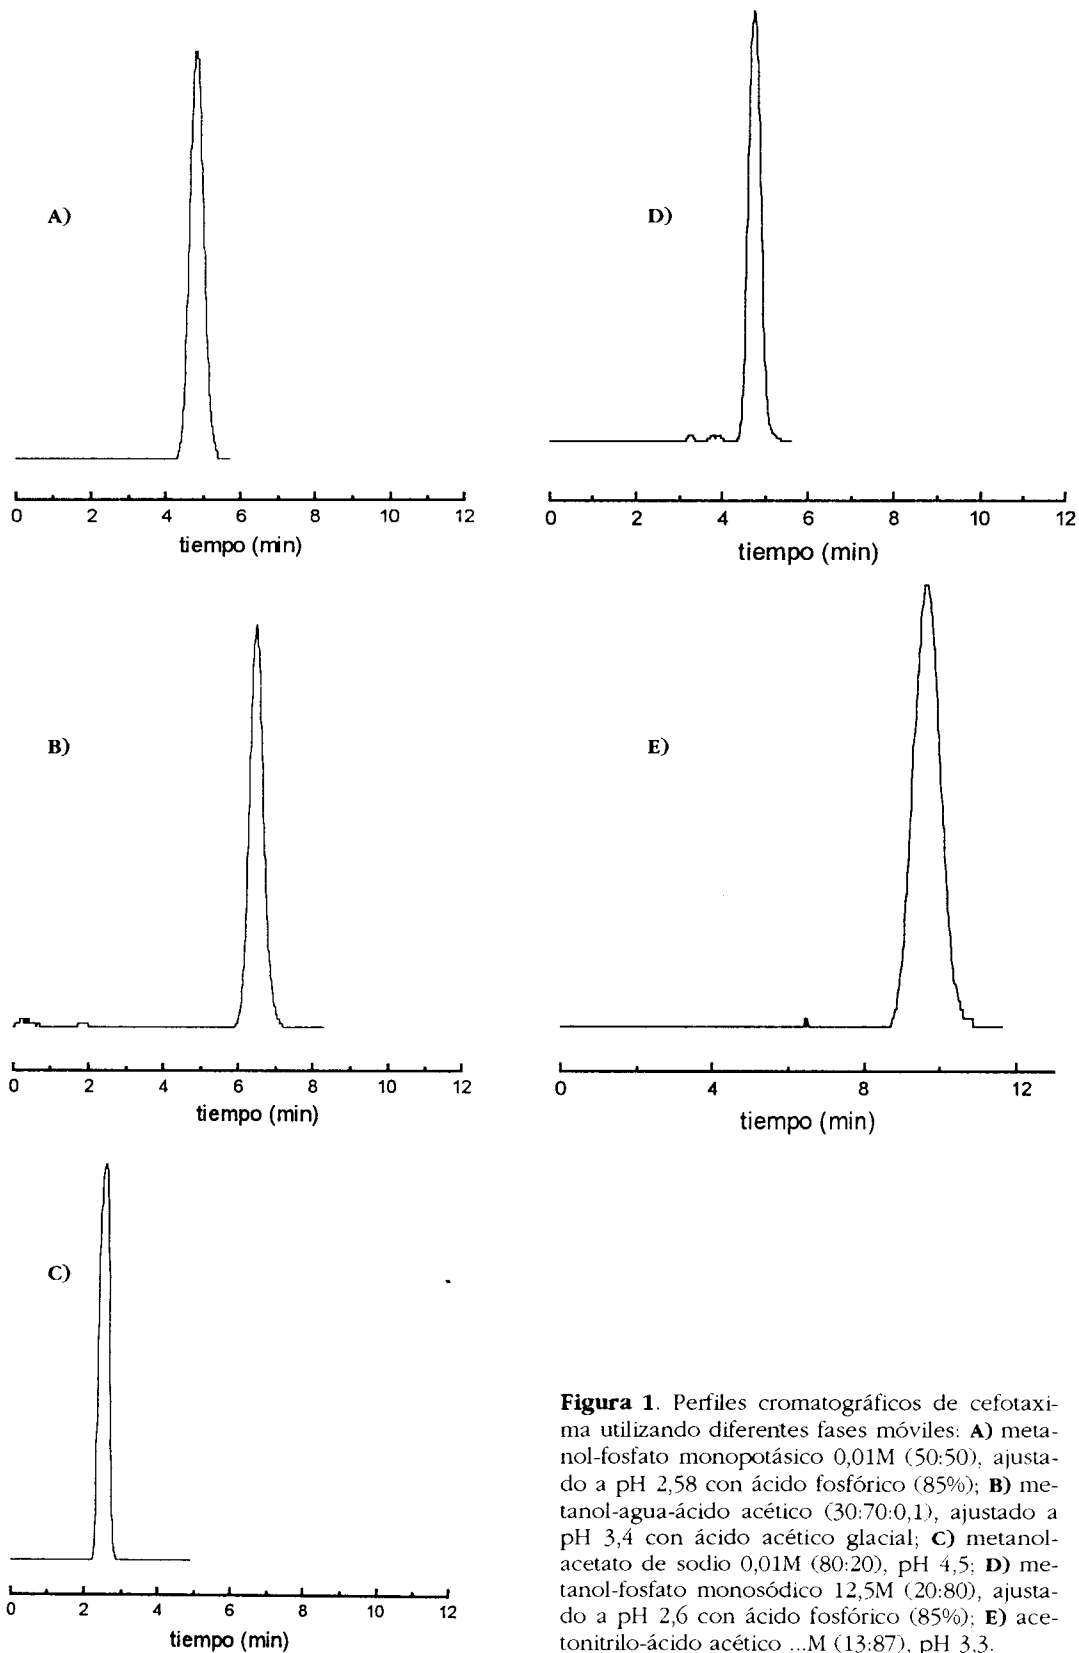 A)
0 2 4 6 8 10 12
tiempo (min)
D)
0 2 4 6 8 10 12
tiempo (min)
B)
0 2 4 6 8 10 12
tiempo (min)
E)
0 4 8 12
tiempo (min)
C)
0 2 4 6 8 10 12
tiempo (min)
Figura 1. Perfiles cromatográficos de cefotaxi-
ma utilizando diferentes fases móviles: A) meta-
nol-fosfato monopotásico 0,01M (50:50), ajusta-
do a pH 2,58 con ácido fosfórico (85%); B) me-
tanol-agua-ácido acético (30:70:0,1), ajustado a
pH 3,4 con ácido acético glacial; C) metanol-
acetato de sodio 0,01M (80:20), pH 4,5; D) me-
tanol-fosfato monosódico 12,5M (20:80), ajusta-
do a pH 2,6 con ácido fosfórico (85%); E) ace-
tonitrilo-ácido acético ...M (13:87), pH 3,3.